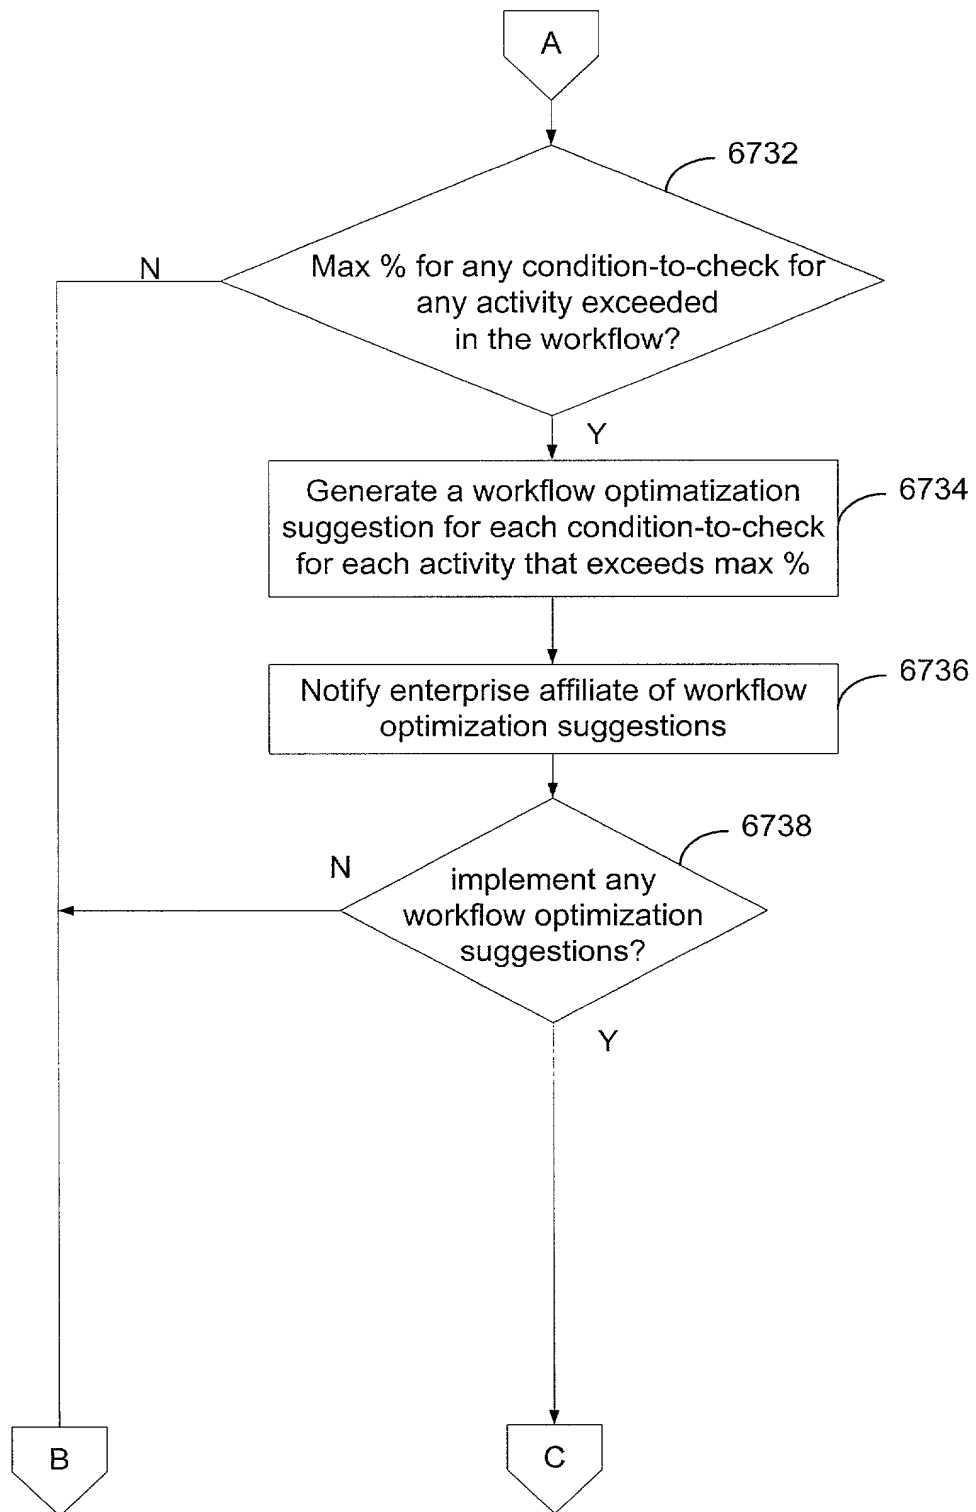 A
6732
N
Max % for any condition-to-check for
any activity exceeded
in the workflow?
Y
Generate a workflow optimatization
suggestion for each condition-to-check
for each activity that exceeds max %
6734
Notify enterprise affiliate of workflow
optimization suggestions
6736
6738
N
implement any
workflow optimization
suggestions?
Y
B
C